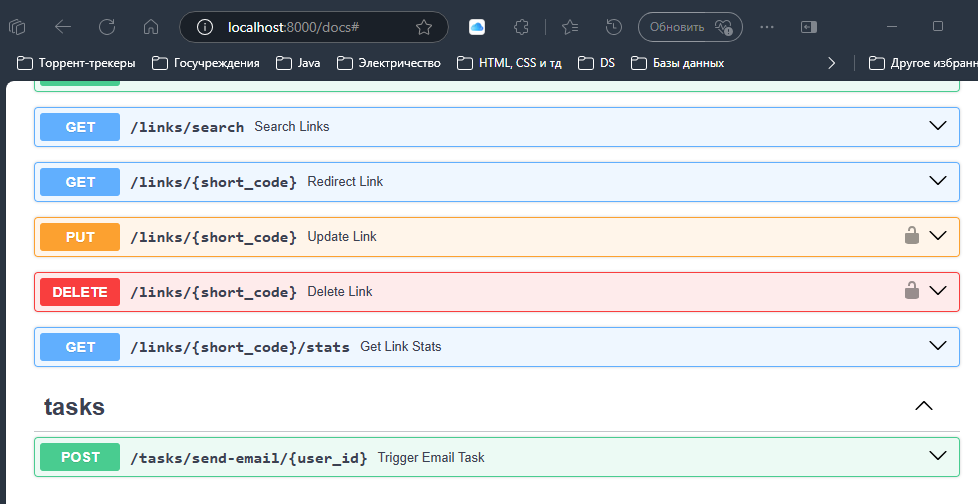 localhost:8000/docs#
Обновить
Торрент-трекеры
Госучреждения
Java
Электричество
HTML, CSS и тд
DS
Базы данных
Другое избранн
GET /links/search Search Links
GET /links/{short_code} Redirect Link
PUT /links/{short_code} Update Link
DELETE /links/{short_code} Delete Link
GET /links/{short_code}/stats Get Link Stats
tasks
POST /tasks/send-email/{user_id} Trigger Email Task